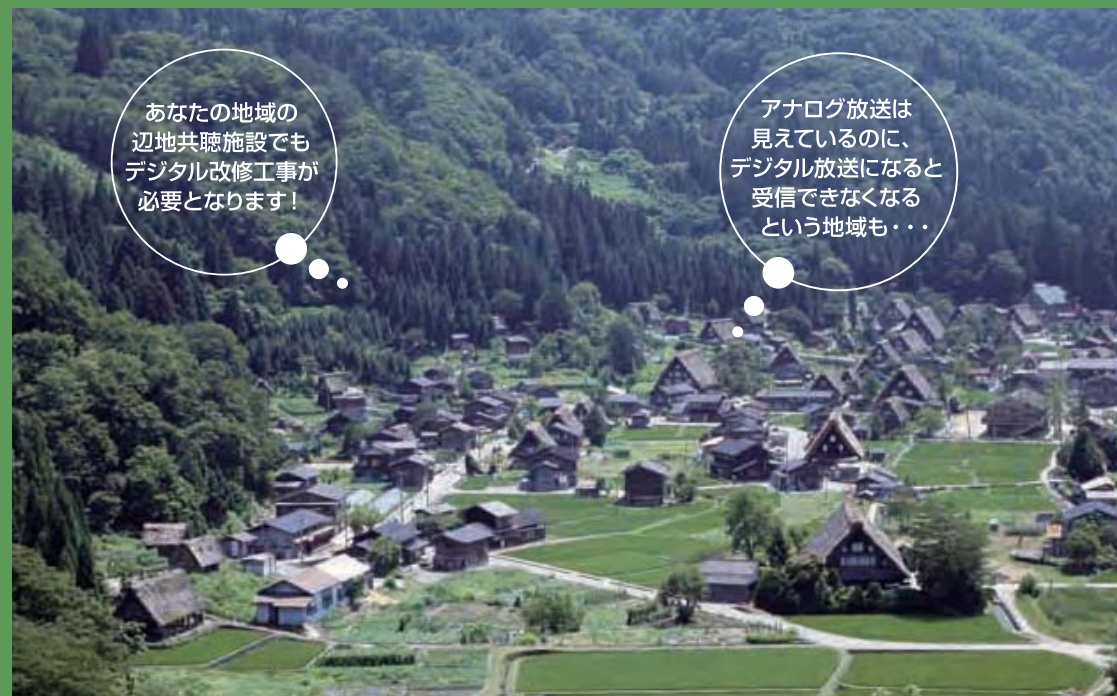 あなたの地域の
辺地共聴施設でも
デジタル改修工事が
必要となります!
アナログ放送は
見えているのに、
デジタル放送になると
受信できなくなる
という地域も・・・